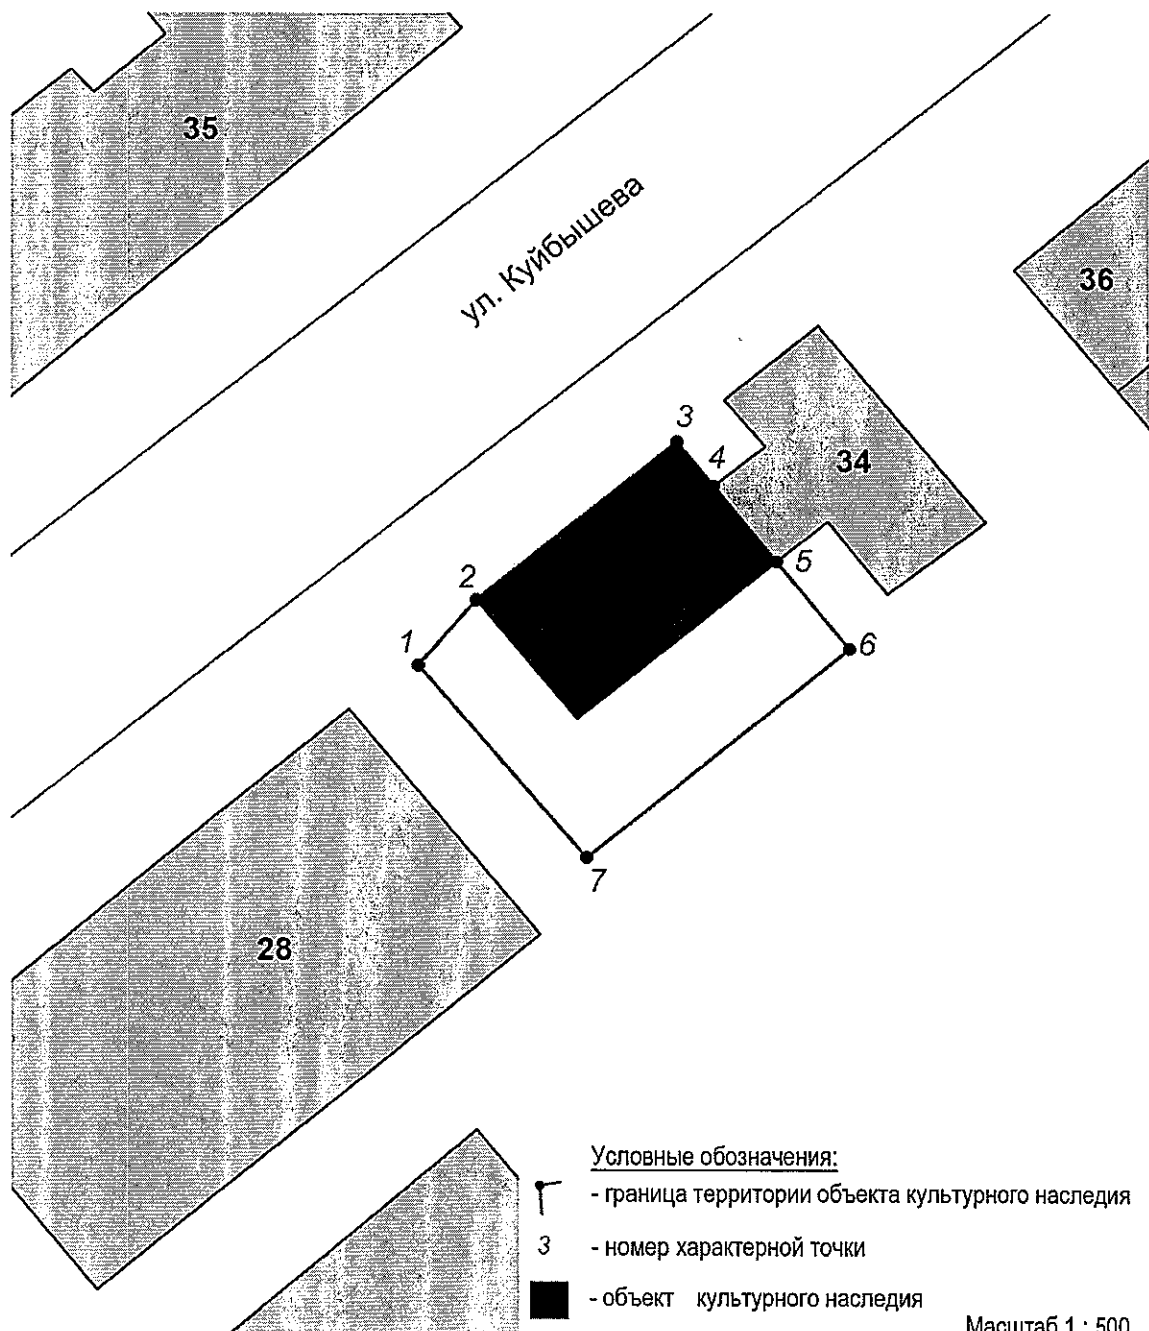 35
ул. Куйбышева
36
3
4
34
2
5
1
6
7
28
Условные обозначения:
- граница территории объекта культурного наследия
3 - номер характерной точки
- объект культурного наследия
Масштаб 1 : 500